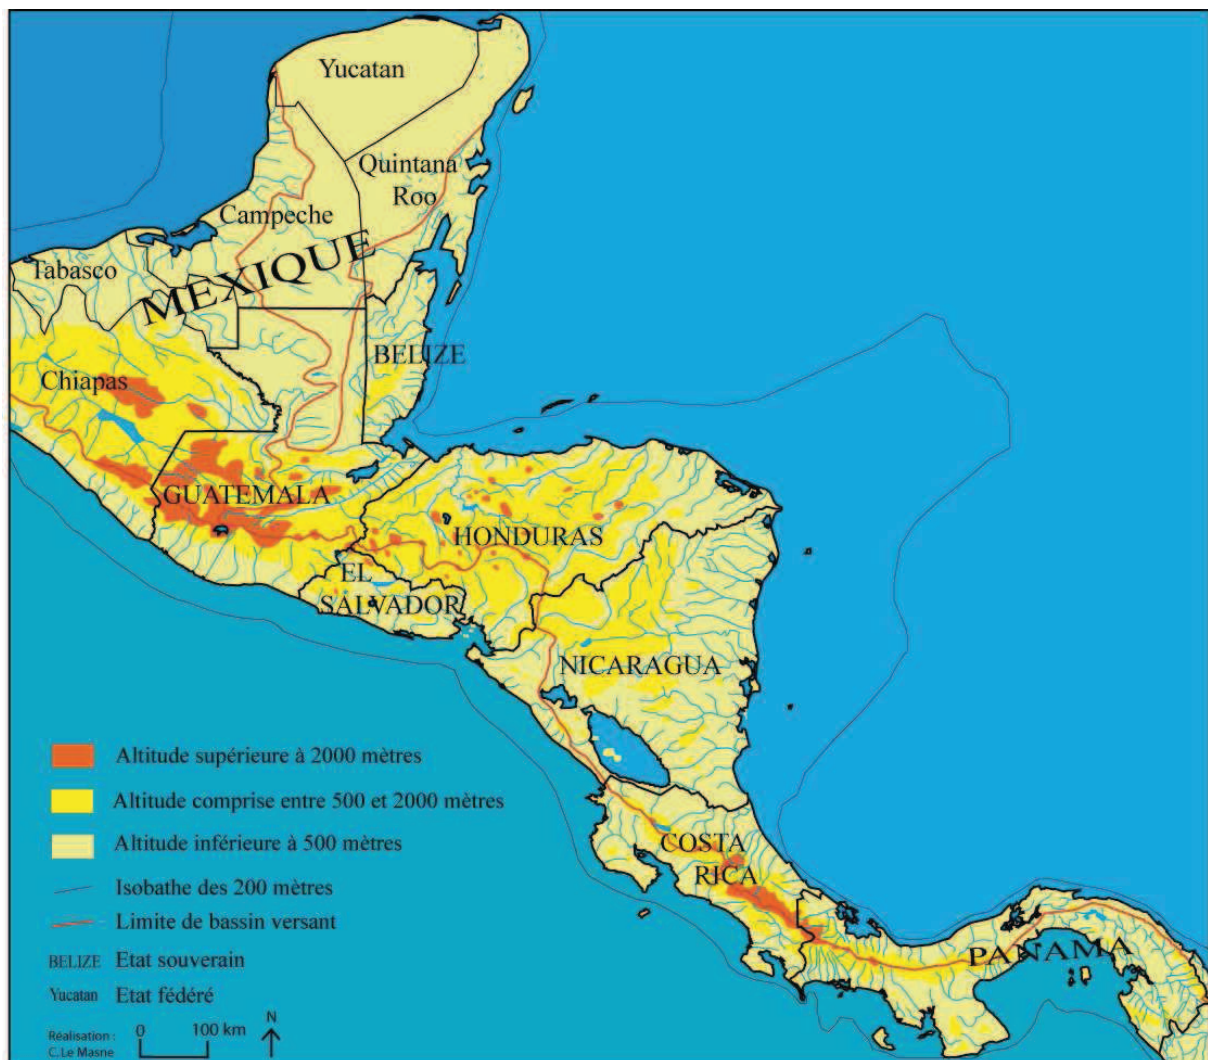 Yucatan
Quintana
Roo
Campeche
Tabasco
MEXIQUE
BELIZE
Chiapas
GUATEMALA
HONDURAS
EL
SALVADOR
NICARAGUA
COSTA
RICA
PANAMA
Altitude supérieure à 2000 mètres
Altitude comprise entre 500 et 2000 mètres
Altitude inférieure à 500 mètres
Isobathe des 200 mètres
Limite de bassin versant
BELIZE Etat souverain
Yucatan Etat fédéré
Réalisation :
C. Le Masne
0 100 km
N